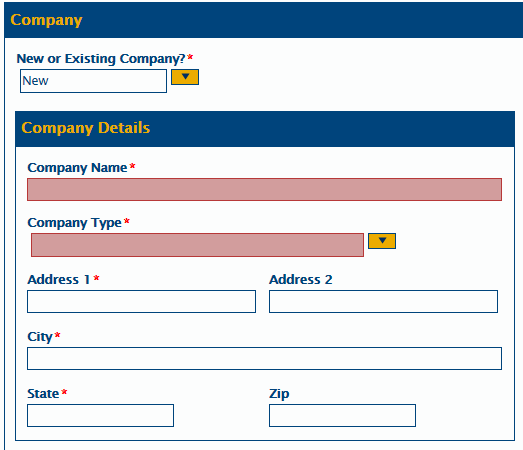 Company
New or Existing Company?*
New
Company Details
Company Name*
Company Type*
Address 1* Address 2
City*
State* Zip